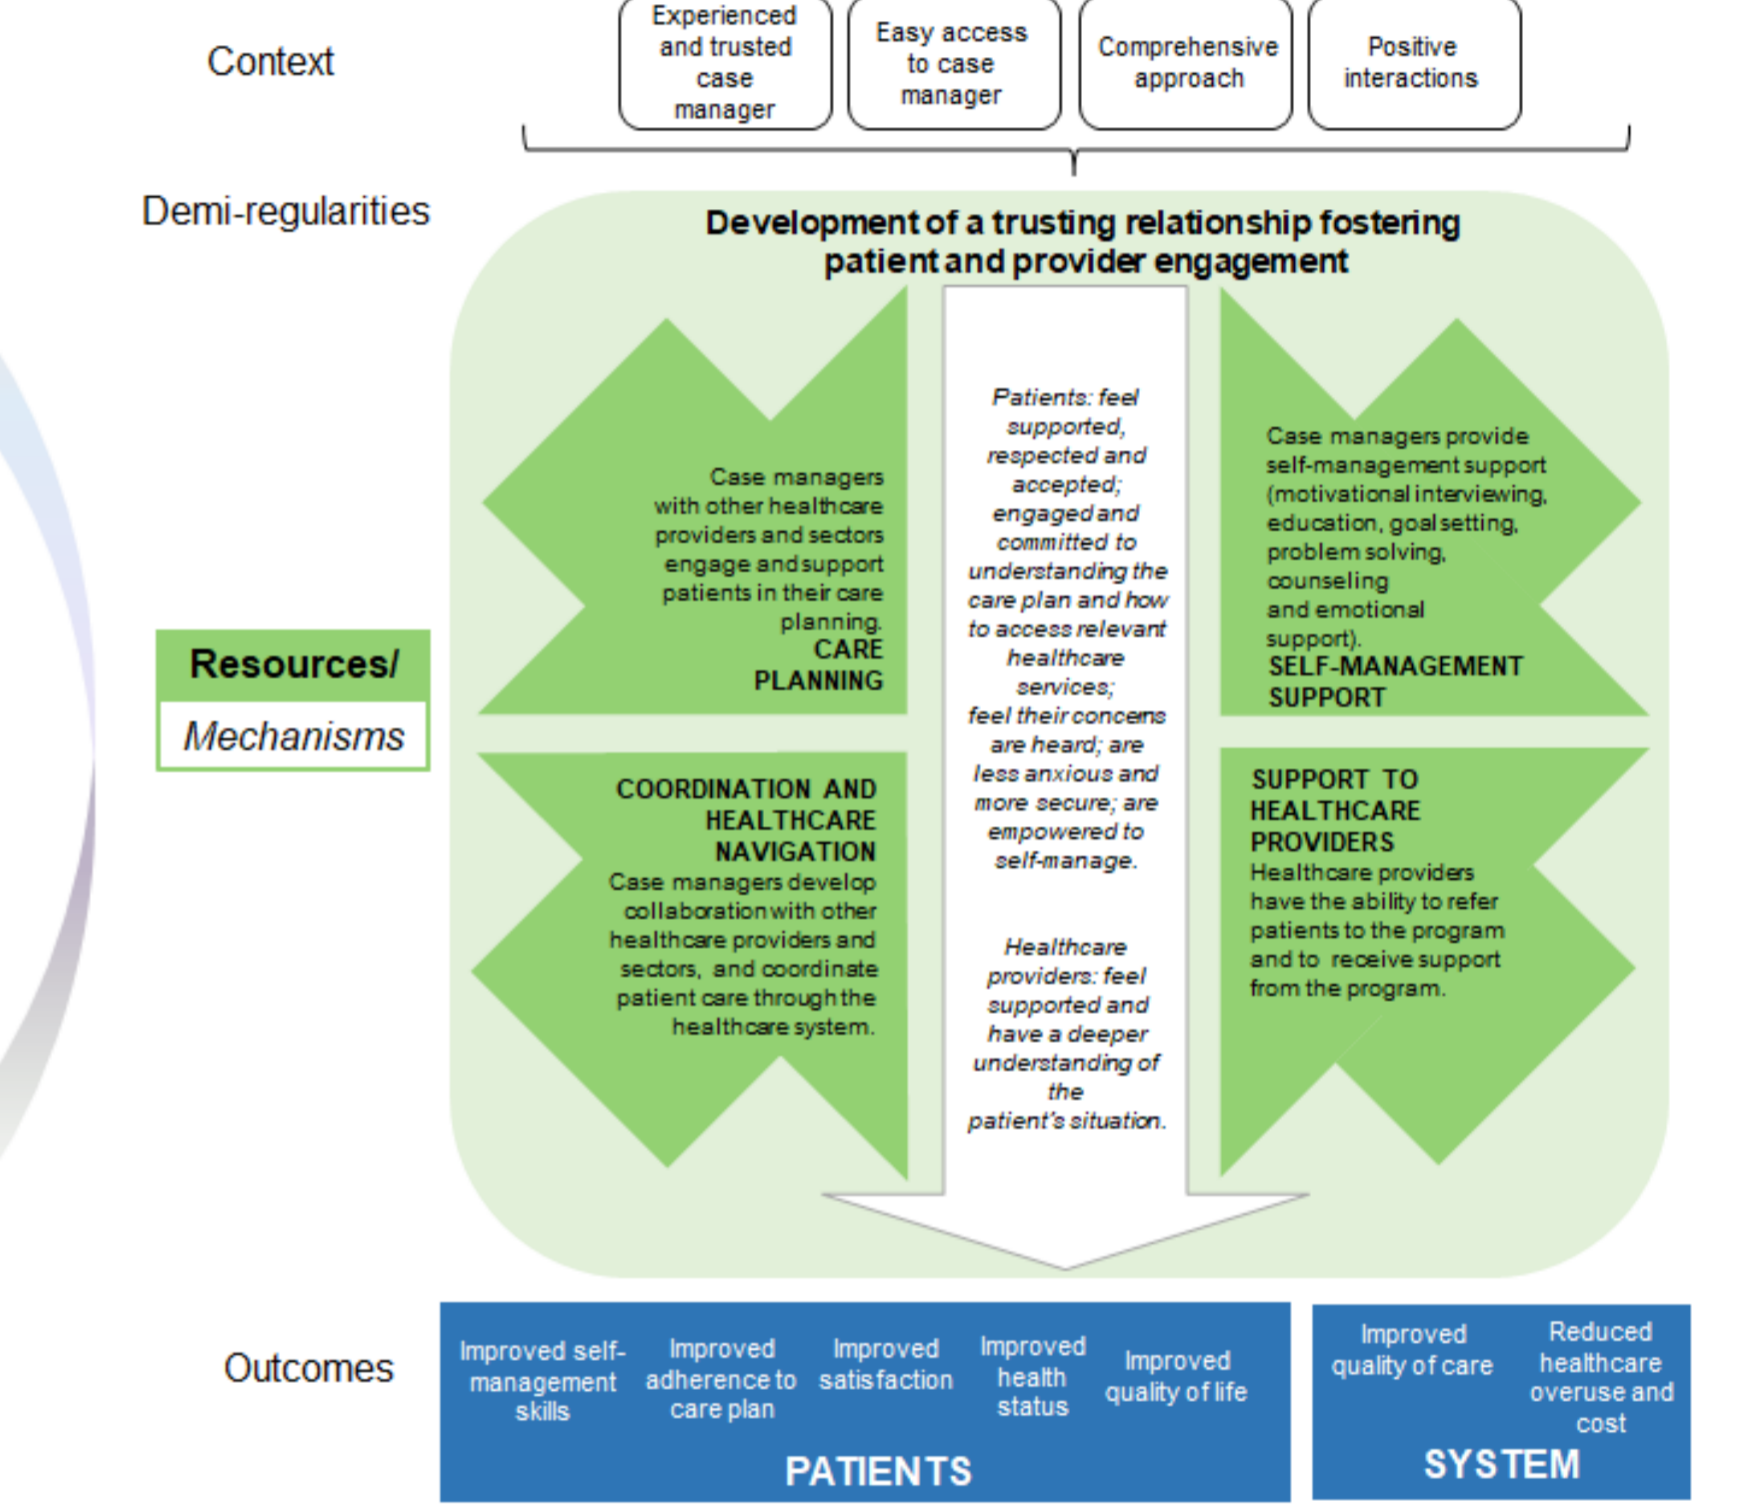 Context
Experienced
and trusted
case
manager
Easy access
to case
manager
Comprehensive
approach
Positive
interactions
Demi-regularities
Development of a trusting relationship fostering
patient and provider engagement
Case managers
with other healthcare
providers and sectors
engage and support
patients in their care
planning.
CARE
PLANNING
Patients: feel
supported,
respected and
accepted;
engaged and
committed to
understanding the
care plan and how
to access relevant
healthcare
services;
feel their concerns
are heard; are
less anxious and
more secure; are
empowered to
self-manage.
Healthcare
providers: feel
supported and
have a deeper
understanding of
the
patient's situation.
Case managers provide
self-management support
(motivational interviewing,
education, goal setting,
problem solving,
counseling
and emotional
support).
SELF-MANAGEMENT
SUPPORT
Resources/
Mechanisms
COORDINATION AND
HEALTHCARE
NAVIGATION
Case managers develop
collaboration with other
healthcare providers and
sectors, and coordinate
patient care through the
healthcare system.
SUPPORT TO
HEALTHCARE
PROVIDERS
Healthcare providers
have the ability to refer
patients to the program
and to receive support
from the program.
Outcomes
Improved self-
management
skills
Improved
adherence to
care plan
Improved
satisfaction
Improved
health
status
Improved
quality of life
PATIENTS
Improved
quality of care
Reduced
healthcare
overuse and
cost
SYSTEM